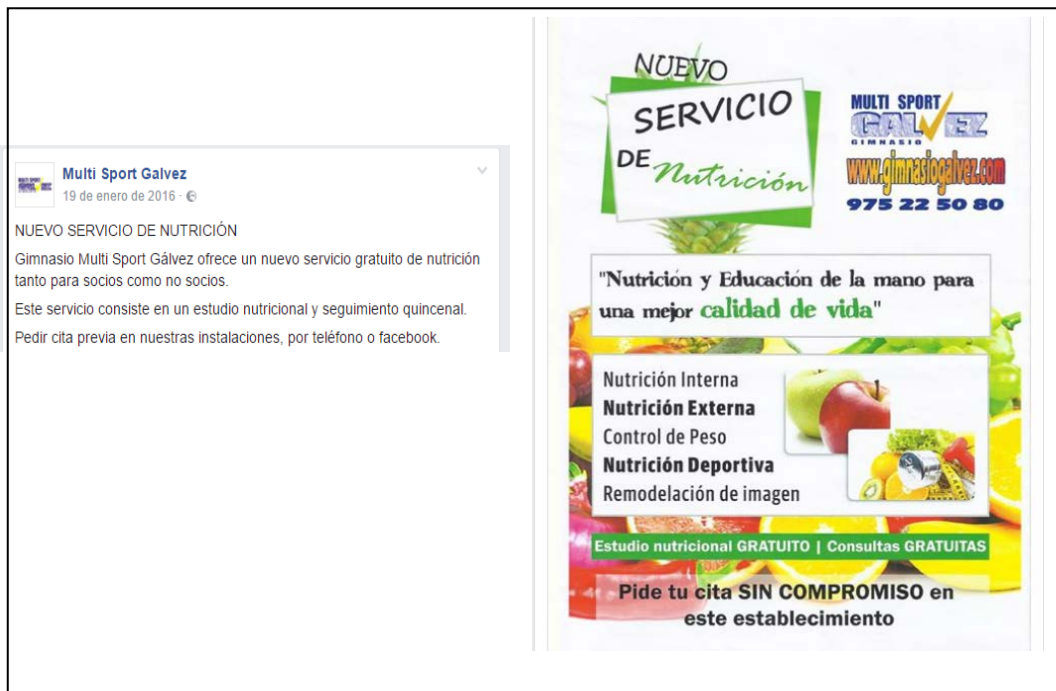 Multi Sport Galvez
19 de enero de 2016 ·
NUEVO SERVICIO DE NUTRICIÓN
Gimnasio Multi Sport Gálvez ofrece un nuevo servicio gratuito de nutrición
tanto para socios como no socios.
Este servicio consiste en un estudio nutricional y seguimiento quincenal.
Pedir cita previa en nuestras instalaciones, por teléfono o facebook.
NUEVO
SERVICIO
DE Nutrición
MULTI SPORT
GALVEZ
GIMNASIO
www.gimnasiogalvez.com
975 22 50 80
"Nutrición y Educación de la mano para
una mejor calidad de vida"
Nutrición Interna
Nutrición Externa
Control de Peso
Nutrición Deportiva
Remodelación de imagen
Estudio nutricional GRATUITO | Consultas GRATUITAS
Pide tu cita SIN COMPROMISO en
este establecimiento